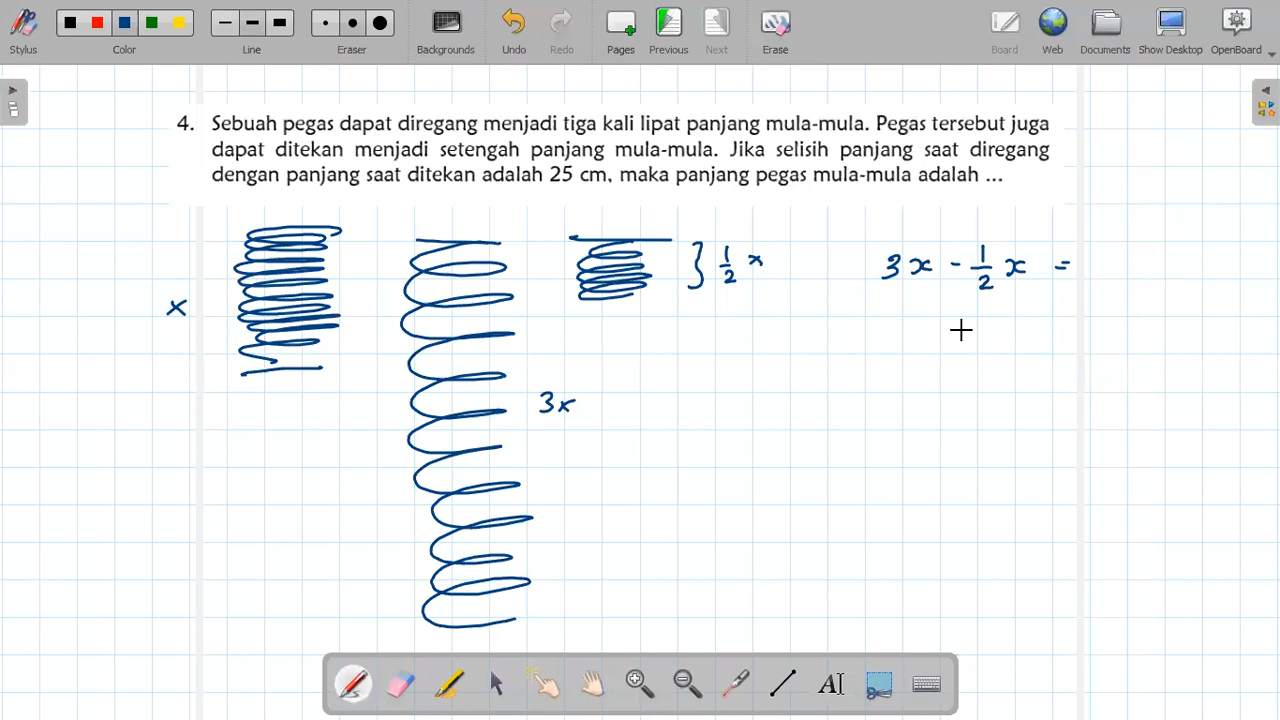 Stylus Color Line Eraser Backgrounds Undo Redo Pages Previous Next Erase Board Web Documents Show Desktop OpenBoard
4. Sebuah pegas dapat diregang menjadi tiga kali lipat panjang mula-mula. Pegas tersebut juga
dapat ditekan menjadi setengah panjang mula-mula. Jika selisih panjang saat diregang
dengan panjang saat ditekan adalah 25 cm, maka panjang pegas mula-mula adalah ...
} 1/2 x
3x - 1/2 x =
x
3x
AI